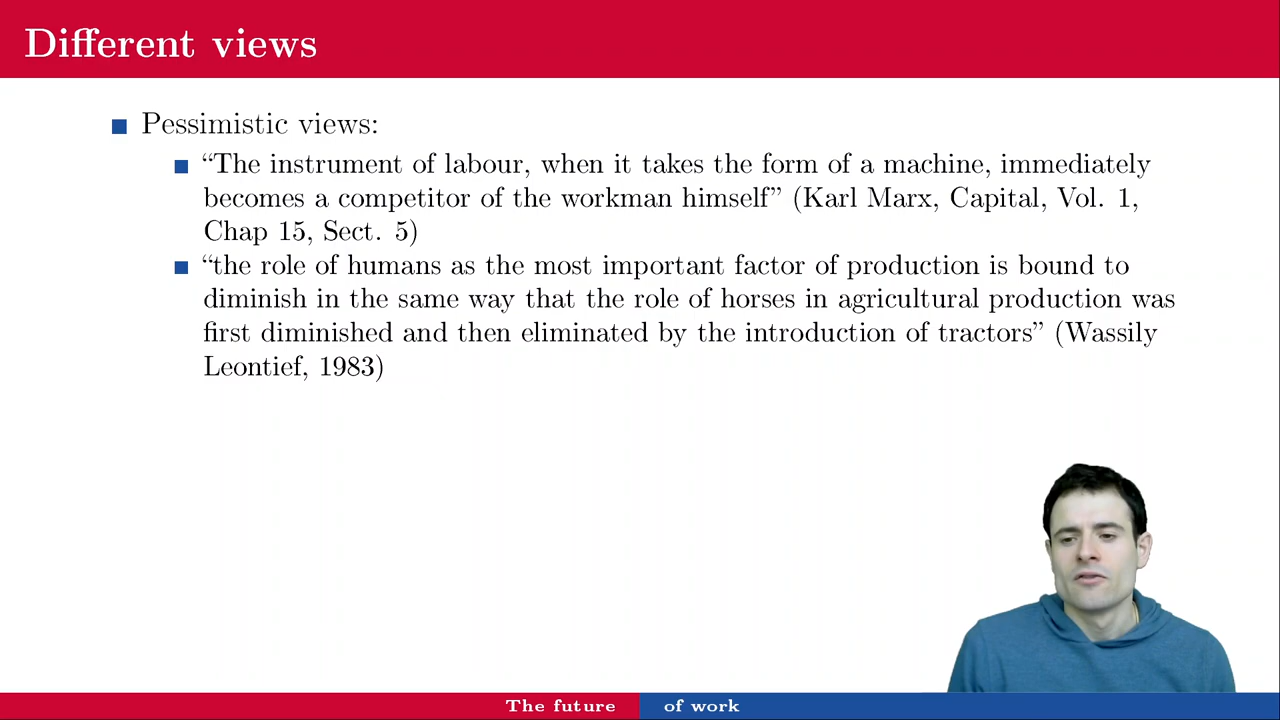 Different views
Pessimistic views:
“The instrument of labour, when it takes the form of a machine, immediately
becomes a competitor of the workman himself” (Karl Marx, Capital, Vol. 1,
Chap 15, Sect. 5)
“the role of humans as the most important factor of production is bound to
diminish in the same way that the role of horses in agricultural production was
first diminished and then eliminated by the introduction of tractors” (Wassily
Leontief, 1983)
The future of work